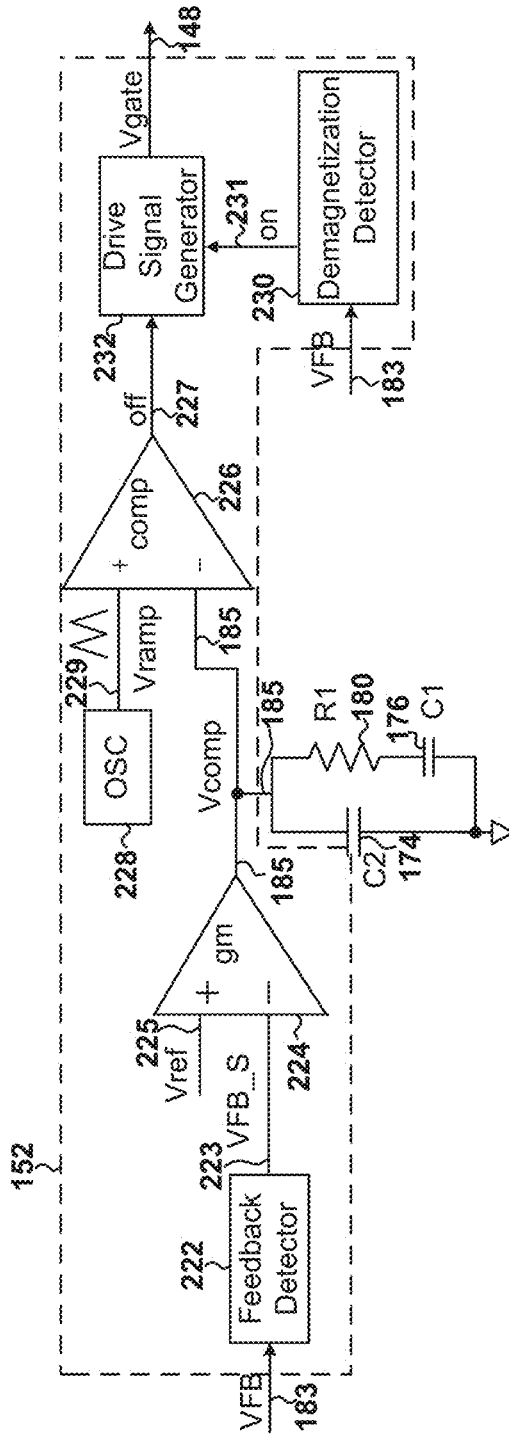 152
VFB
183
222
Feedback
Detector
223
VFB_S
Vref
225
+
−
gm
224
185
Vcomp
185
C2
174
R1
180
176
C1
228
OSC
229
Vramp
185
+
−
comp
226
off
227
232
Drive
Signal
Generator
231
on
Vgate
148
230
Demagnetization
Detector
VFB
183